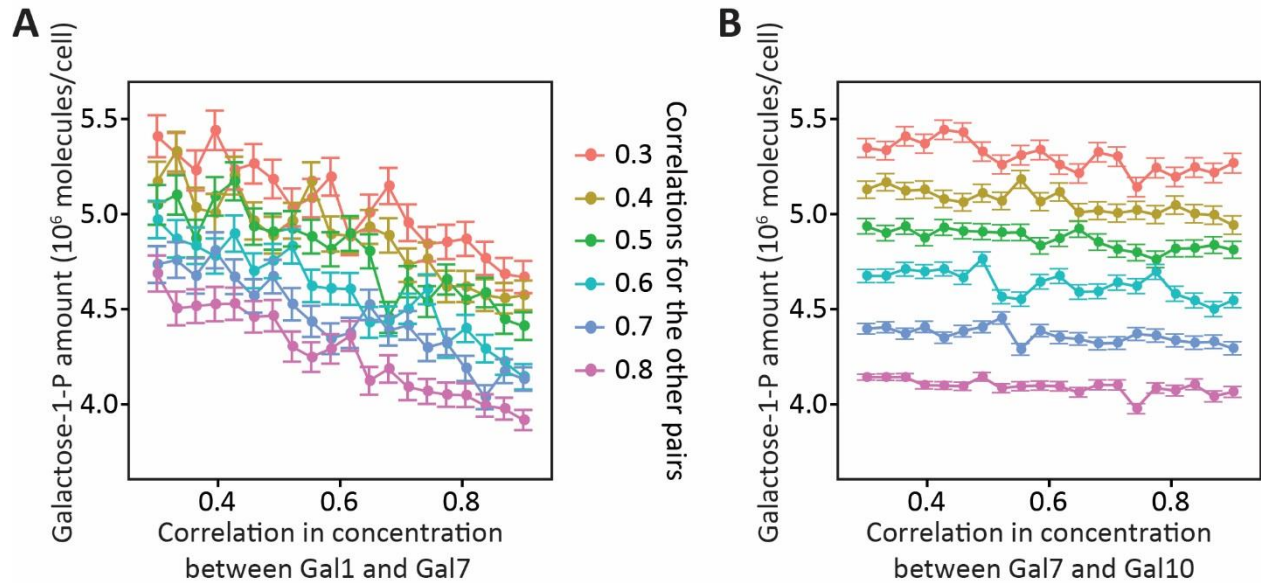 A
Galactose-1-P amount (10⁶ molecules/cell)
5.5
5.0
4.5
4.0
0.4 0.6 0.8
Correlation in concentration
between Gal1 and Gal7
0.3
0.4
0.5
0.6
0.7
0.8
Correlations for the other pairs
B
Galactose-1-P amount (10⁶ molecules/cell)
5.5
5.0
4.5
4.0
0.4 0.6 0.8
Correlation in concentration
between Gal7 and Gal10